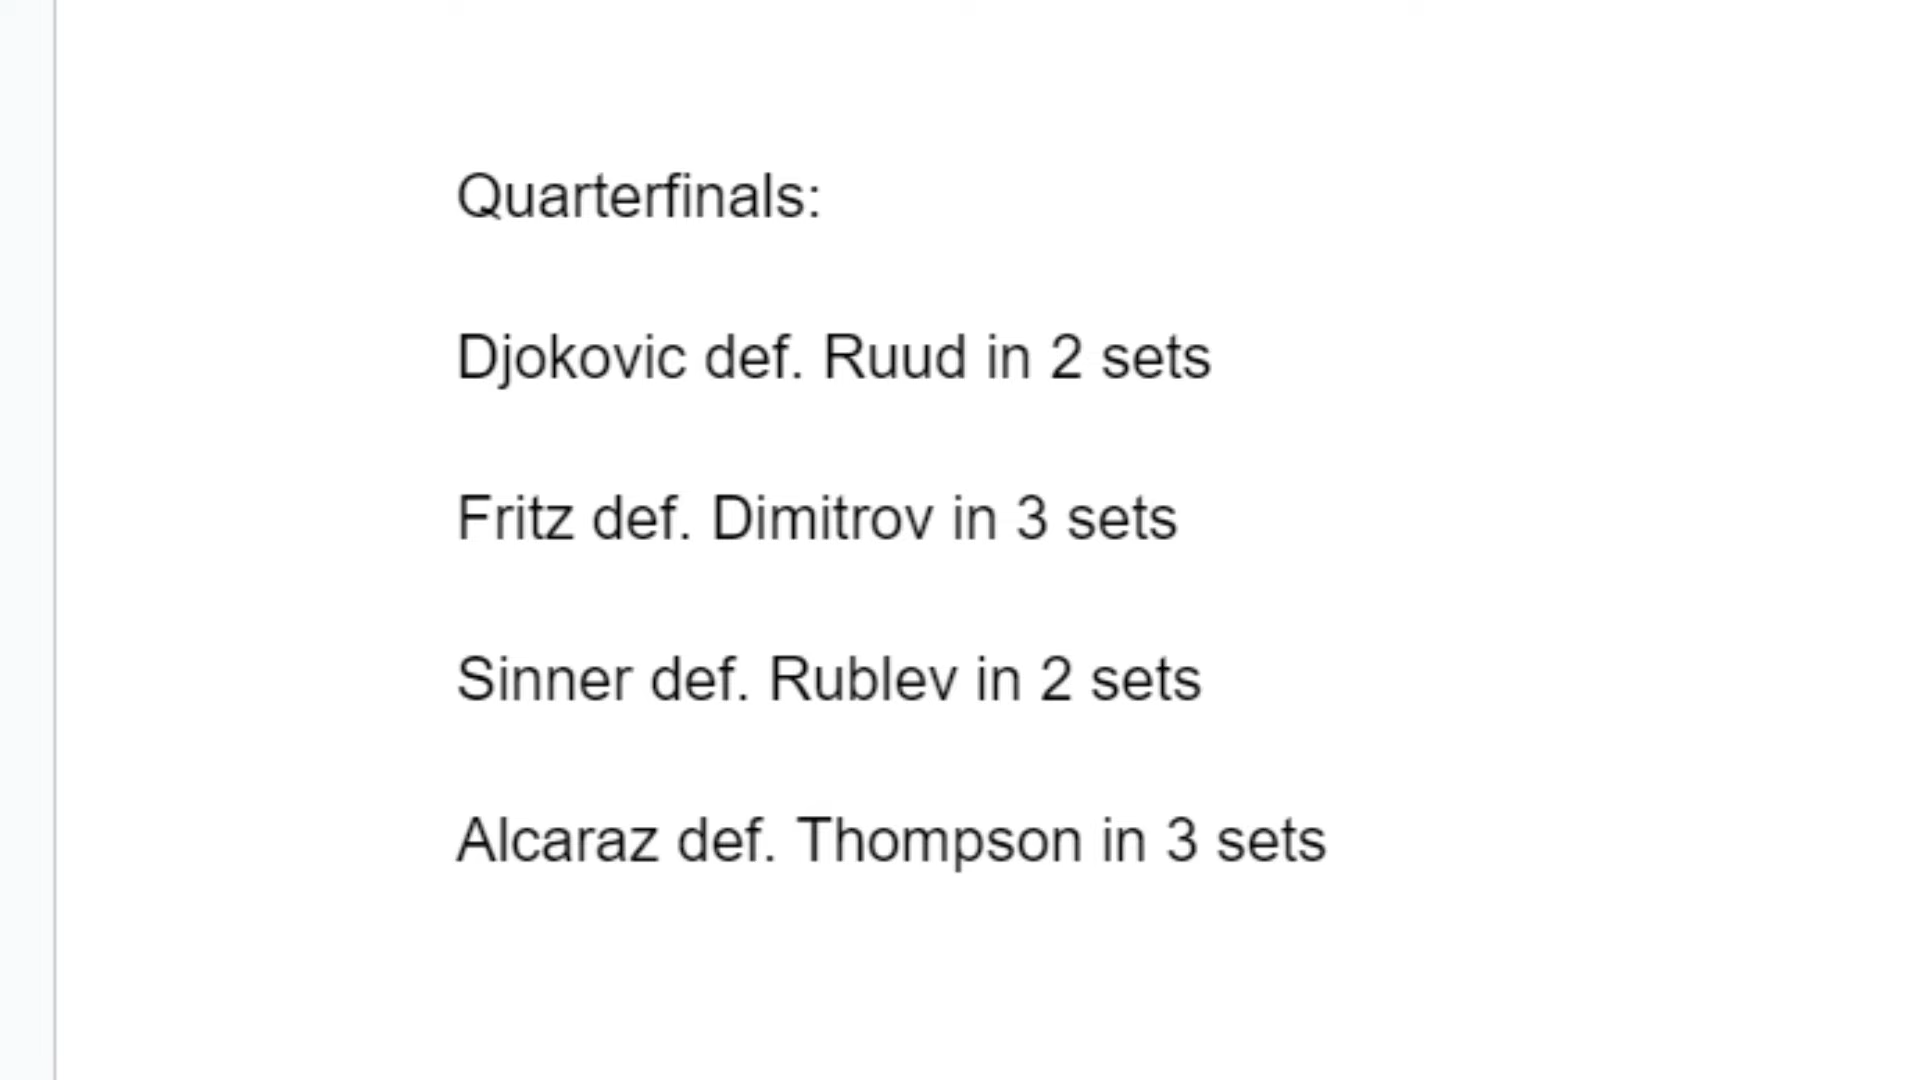 Quarterfinals:
Djokovic def. Ruud in 2 sets
Fritz def. Dimitrov in 3 sets
Sinner def. Rublev in 2 sets
Alcaraz def. Thompson in 3 sets